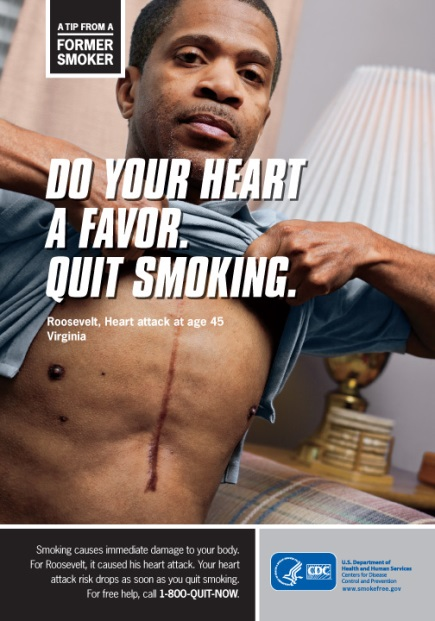 A TIP FROM A
FORMER
SMOKER
DO YOUR HEART
A FAVOR.
QUIT SMOKING.
Roosevelt, Heart attack at age 45
Virginia
Smoking causes immediate damage to your body.
For Roosevelt, it caused his heart attack. Your heart
attack risk drops as soon as you quit smoking.
For free help, call 1-800-QUIT-NOW.
CDC
U.S. Department of
Health and Human Services
Centers for Disease
Control and Prevention
www.smokefree.gov